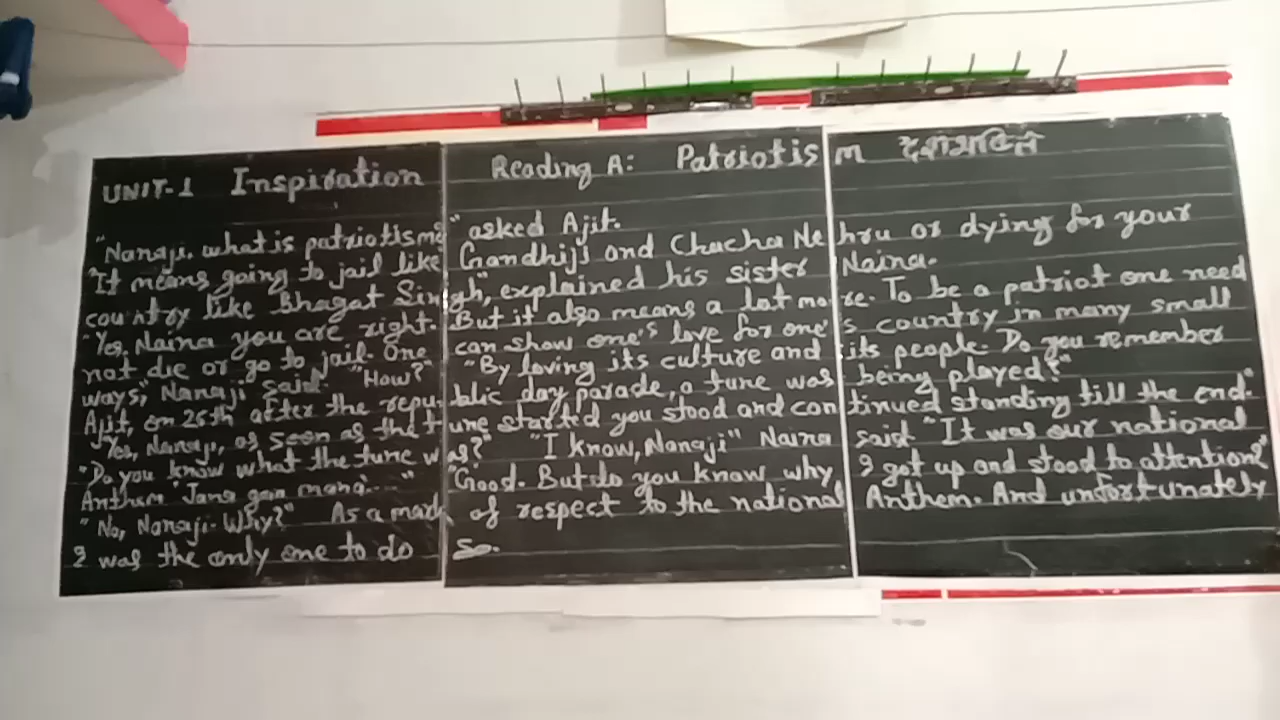 UNIT-1 Inspiration Reading A: Patriotism देशभक्ति
"Nanaji, what is patriotism?" asked Ajit.
"It means going to jail like Gandhiji and Chacha Nehru or dying for your
country like Bhagat Singh", explained his sister Naina.
"Yes, Naina you are right. But it also means a lot more. To be a patriot one need
not die or go to jail. One can show one's love for one's country in many small
ways," Nanaji said. "How?" "By loving its culture and its people. Do you remember
Ajit, on 26th after the republic day parade, a tune was being played?"
"Yes, Nanaji, as soon as the tune started you stood and continued standing till the end."
"Do you know what the tune was?" "I know, Nanaji" Naina said "It was our national
Anthem 'Jana gan mana'....." "Good. But do you know why I got up and stood to attention?"
"No, Nanaji. Why?" As a mark of respect to the national Anthem. And unfortunately
I was the only one to do so.